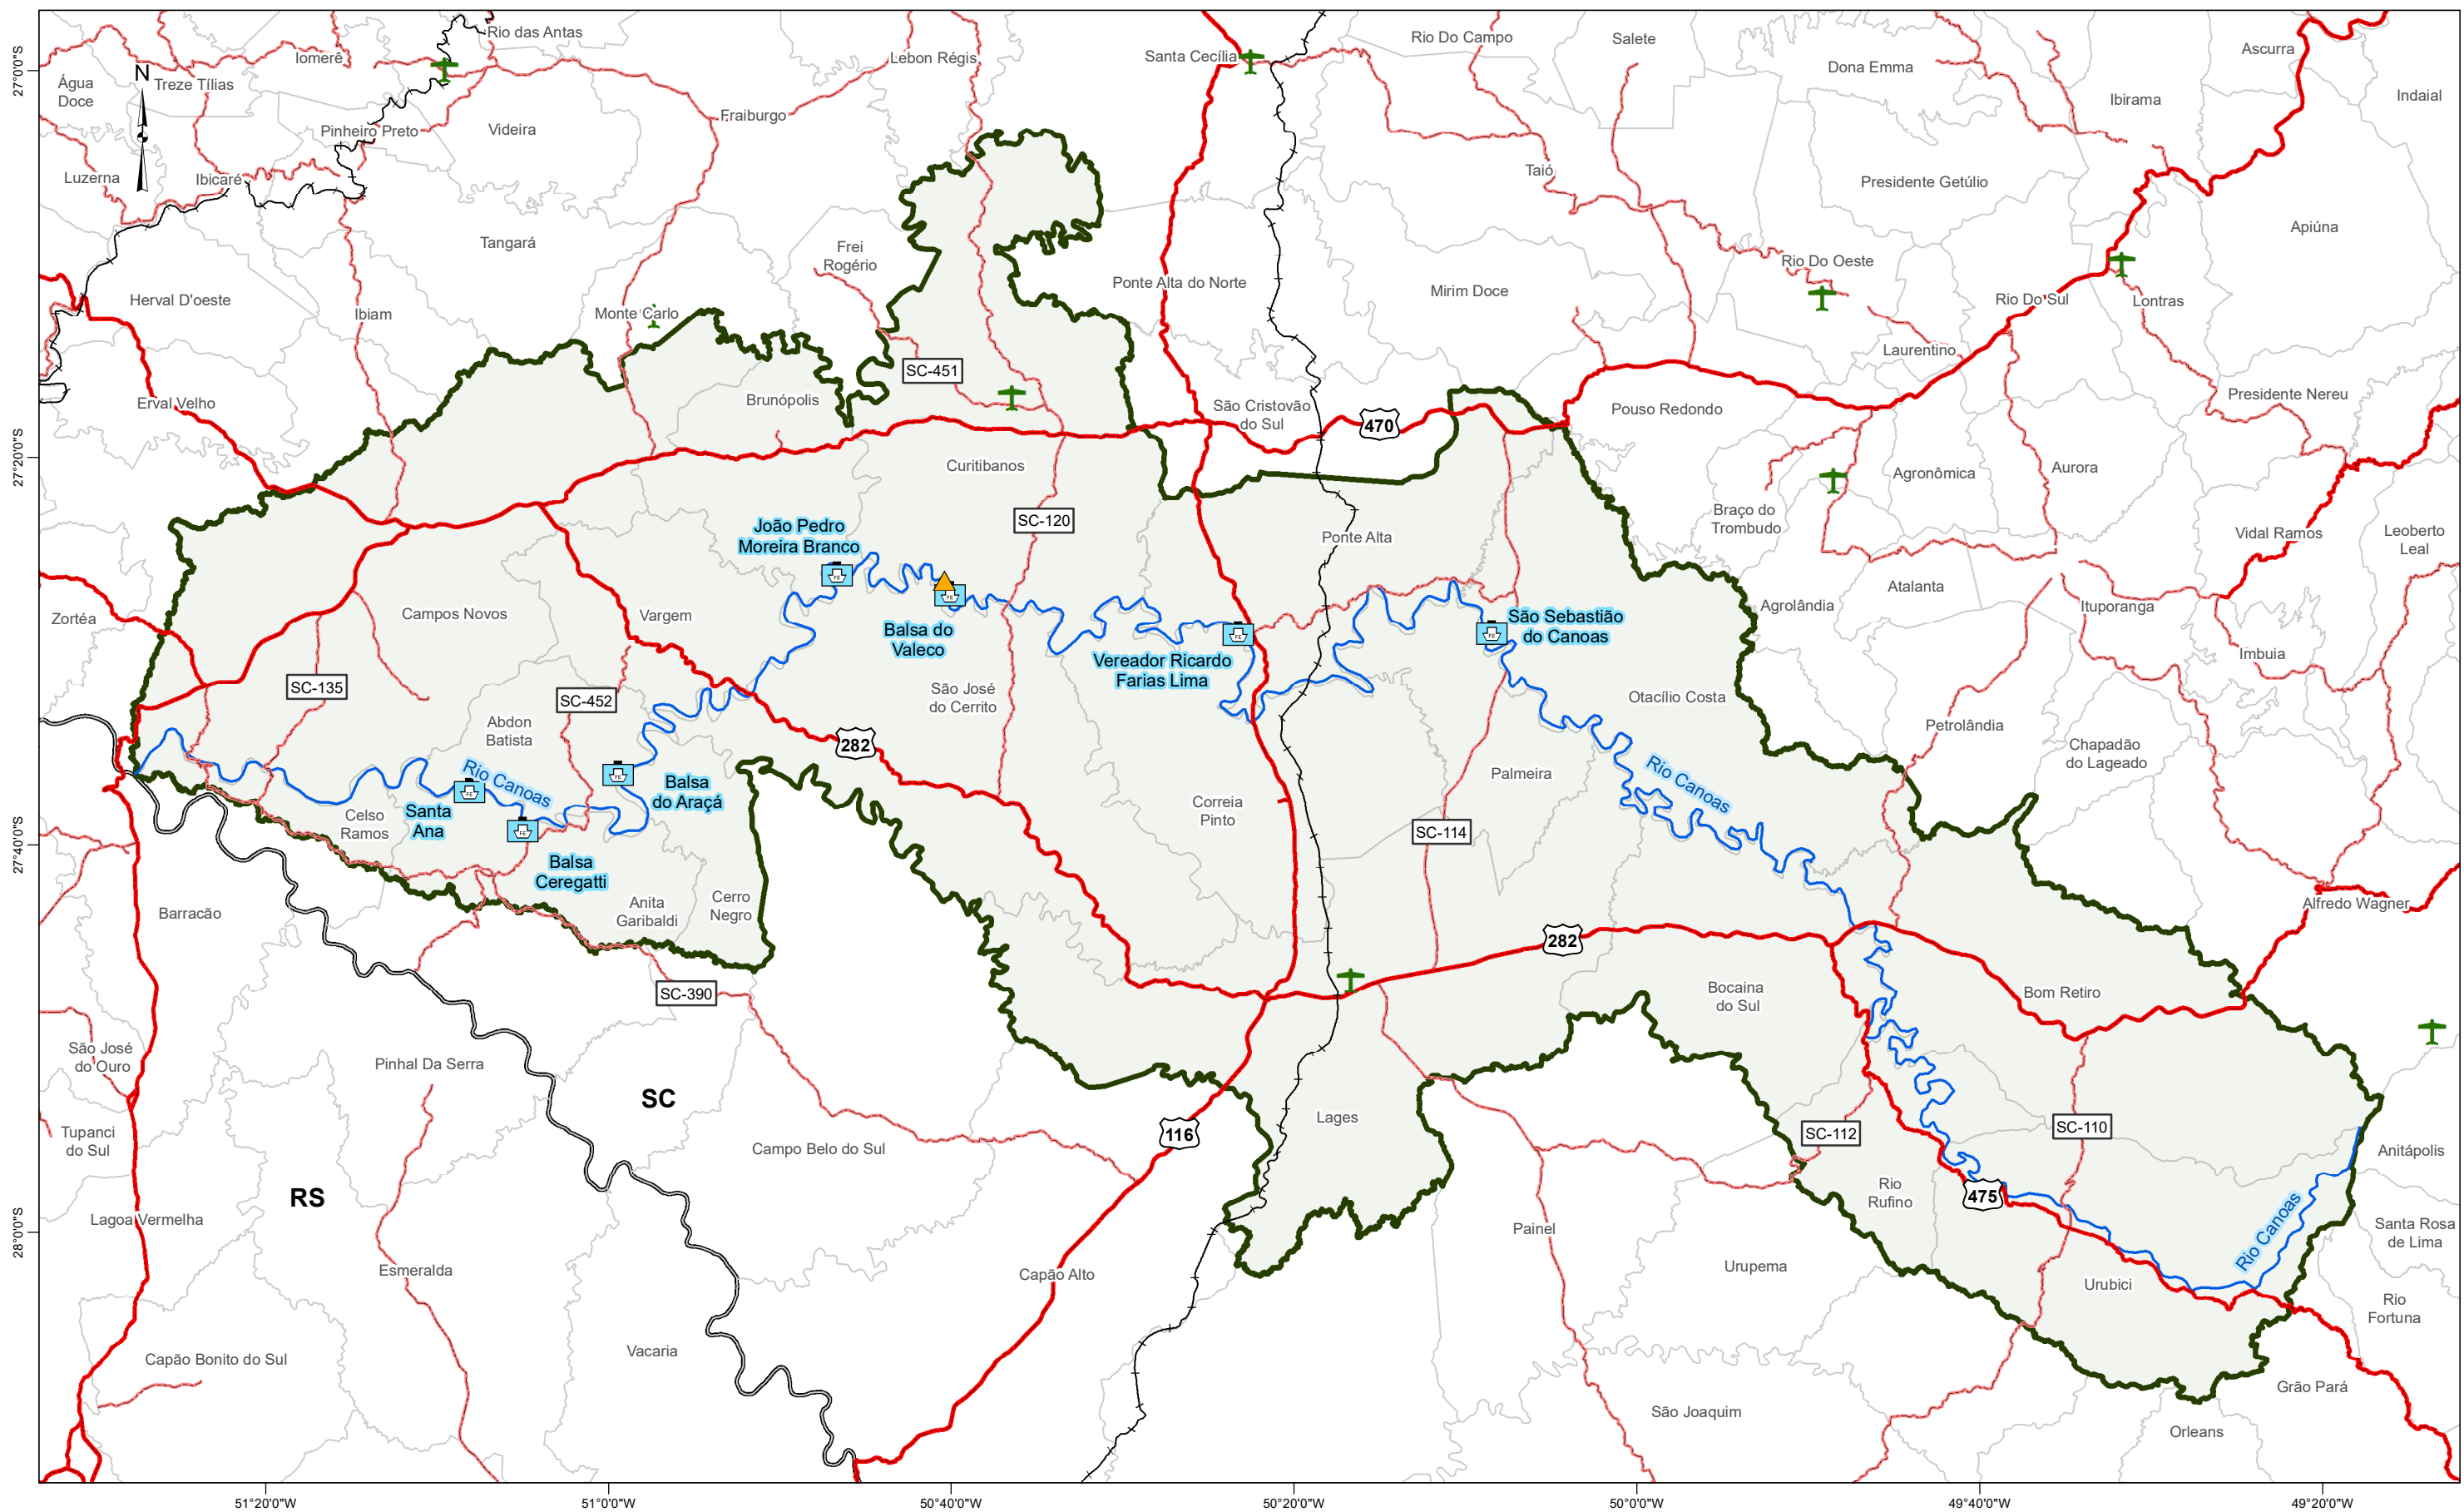 Rio das Antas
Santa Cecília
Rio Do Campo
Salete
Ascurra
Iomerê
Lebon Régis
Dona Emma
27°0'0"S
N
Água
Doce
Treze Tílias
Ibirama
Indaial
Pinheiro Preto
Videira
Fraiburgo
Luzerna
Ibicaré
Taió
Presidente Getúlio
Apiúna
Tangará
Frei
Rogério
Ponte Alta do Norte
Rio Do Oeste
Herval D'oeste
Ibiam
Monte Carlo
Mirim Doce
Rio Do Sul
Lontras
SC-451
Laurentino
Erval Velho
Brunópolis
São Cristovão
do Sul
470
Pouso Redondo
Presidente Nereu
27°20'0"S
Curitibanos
Agronômica
Aurora
Braço do
Trombudo
João Pedro
Moreira Branco
SC-120
Ponte Alta
Vidal Ramos
Leoberto
Leal
FE
FE
Atalanta
Zortéa
Campos Novos
Vargem
Balsa do
Valeco
FE
FE
São Sebastião
do Canoas
Agrolândia
Ituporanga
Vereador Ricardo
Farias Lima
Imbuia
SC-135
SC-452
São José
do Cerrito
Otacílio Costa
Abdon
Batista
282
Petrolândia
Chapadão
do Lageado
Rio Canoas
FE
FE
Balsa
do Araçá
Palmeira
Rio Canoas
Celso
Ramos
Santa
Ana
FE
Correia
Pinto
SC-114
27°40'0"S
Balsa
Ceregatti
Barracão
Anita
Garibaldi
Cerro
Negro
Alfredo Wagner
282
SC-390
Bocaina
do Sul
Bom Retiro
São José
do Ouro
Pinhal Da Serra
SC
Lages
116
SC-112
SC-110
Tupanci
do Sul
Campo Belo do Sul
Anitápolis
RS
Rio
Rufino
475
Lagoa Vermelha
Painel
Rio Canoas
Santa Rosa
de Lima
28°0'0"S
Esmeralda
Capão Alto
Urupema
Urubici
Rio
Fortuna
Capão Bonito do Sul
Vacaria
Grão Pará
São Joaquim
Orleans
51°20'0"W
51°0'0"W
50°40'0"W
50°20'0"W
50°0'0"W
49°40'0"W
49°20'0"W